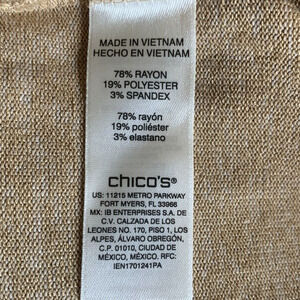 MADE IN VIETNAM
HECHO EN VIETNAM
78% RAYON
19% POLYESTER
3% SPANDEX
78% rayón
19% poliéster
3% elastano
chico's®
US: 11215 METRO PARKWAY
FORT MYERS, FL 33966
MX: IB ENTERPRISES S.A. DE
C.V. CALZADA DE LOS
LEONES NO. 170, PISO 1, LOS
ALPES, ÁLVARO OBREGÓN,
C.P. 01010, CIUDAD DE
MÉXICO, MÉXICO. RFC:
IEN1701241PA